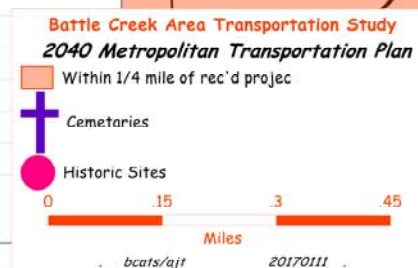 Battle Creek Area Transportation Study
2040 Metropolitan Transportation Plan
Within 1/4 mile of rec'd projec
Cemetaries
Historic Sites
0 .15 .3 .45
Miles
bcats/ajt 20170111